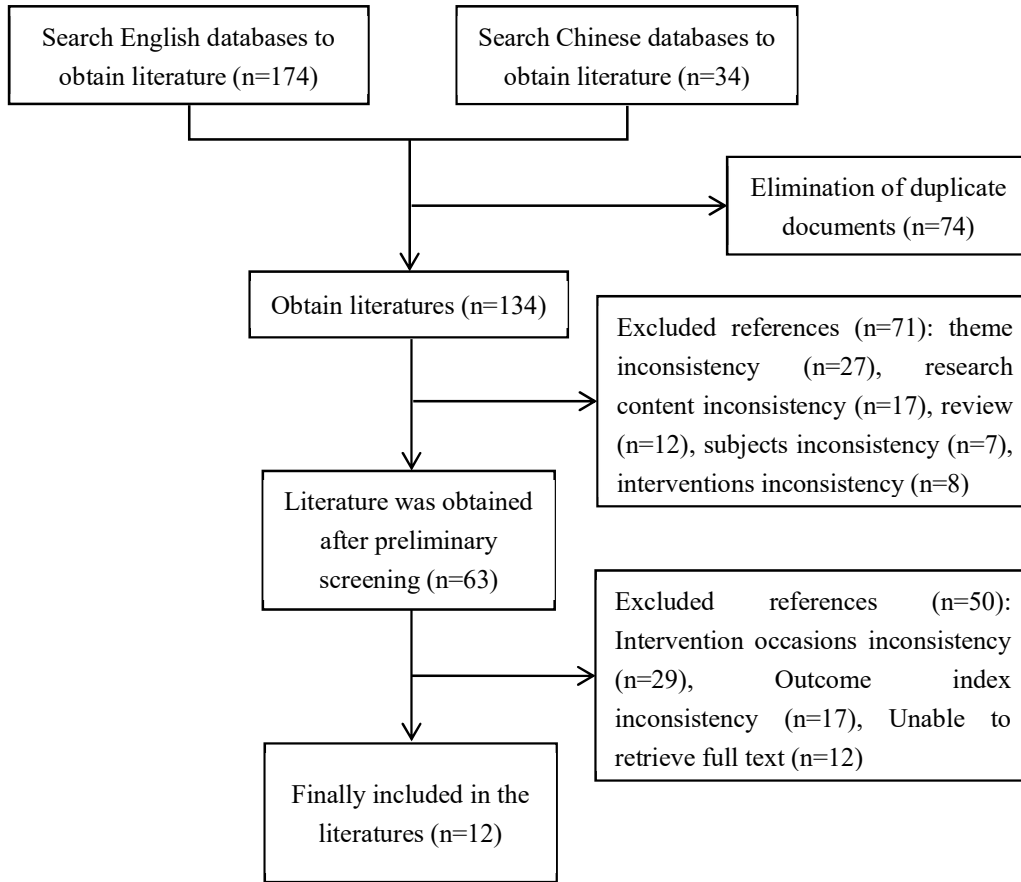 Search English databases to
obtain literature (n=174)
Search Chinese databases to
obtain literature (n=34)
Elimination of duplicate
documents (n=74)
Obtain literatures (n=134)
Excluded references (n=71): theme
inconsistency (n=27), research
content inconsistency (n=17), review
(n=12), subjects inconsistency (n=7),
interventions inconsistency (n=8)
Literature was obtained
after preliminary
screening (n=63)
Excluded references (n=50):
Intervention occasions inconsistency
(n=29), Outcome index
inconsistency (n=17), Unable to
retrieve full text (n=12)
Finally included in the
literatures (n=12)